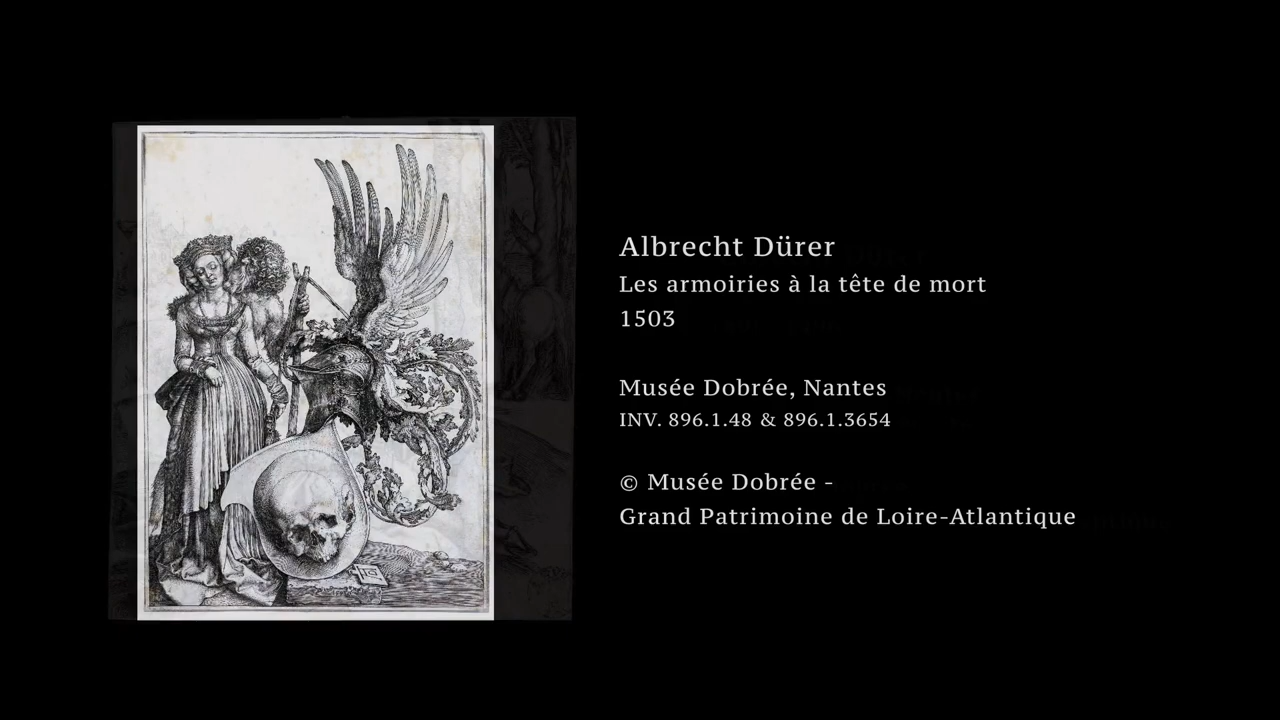 Albrecht Dürer
Les armoiries à la tête de mort
1503
Musée Dobrée, Nantes
INV. 896.1.48 & 896.1.3654
© Musée Dobrée -
Grand Patrimoine de Loire-Atlantique